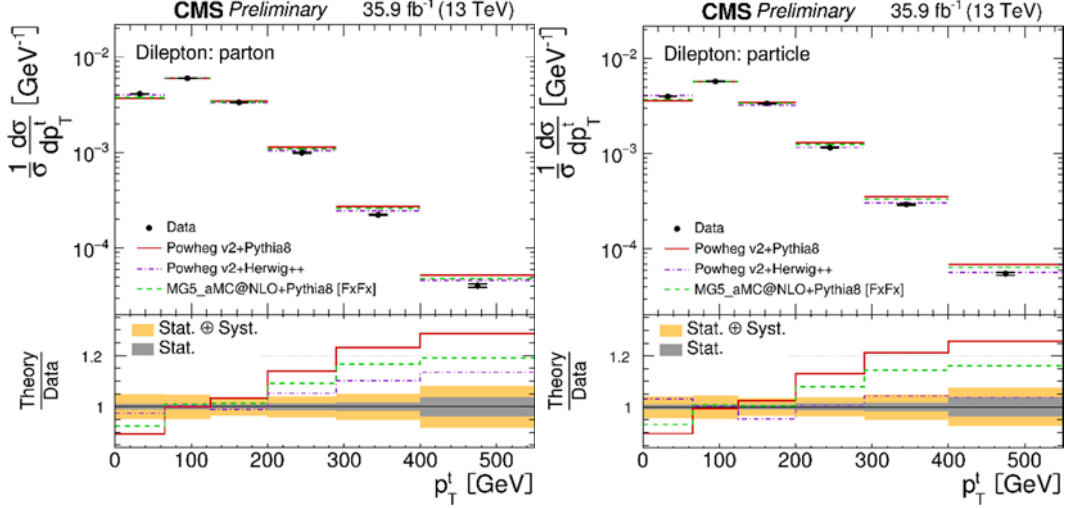 CMS Preliminary 35.9 fb⁻¹ (13 TeV)
Dilepton: parton
1/σ dσ/dp_T^t [GeV⁻¹]
10⁻²
10⁻³
10⁻⁴
Data
Powheg v2+Pythia8
Powheg v2+Herwig++
MG5_aMC@NLO+Pythia8 [FxFx]
Stat. ⊕ Syst.
Stat.
Theory
Data
1.2
1
0 100 200 300 400 500
p_T^t [GeV]
CMS Preliminary 35.9 fb⁻¹ (13 TeV)
Dilepton: particle
1/σ dσ/dp_T^t [GeV⁻¹]
10⁻²
10⁻³
10⁻⁴
Data
Powheg v2+Pythia8
Powheg v2+Herwig++
MG5_aMC@NLO+Pythia8 [FxFx]
Stat. ⊕ Syst.
Stat.
Theory
Data
1.2
1
0 100 200 300 400 500
p_T^t [GeV]